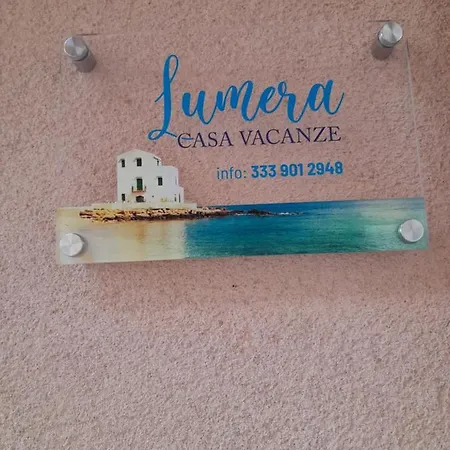 Lumera
CASA VACANZE
info: 333 901 2948